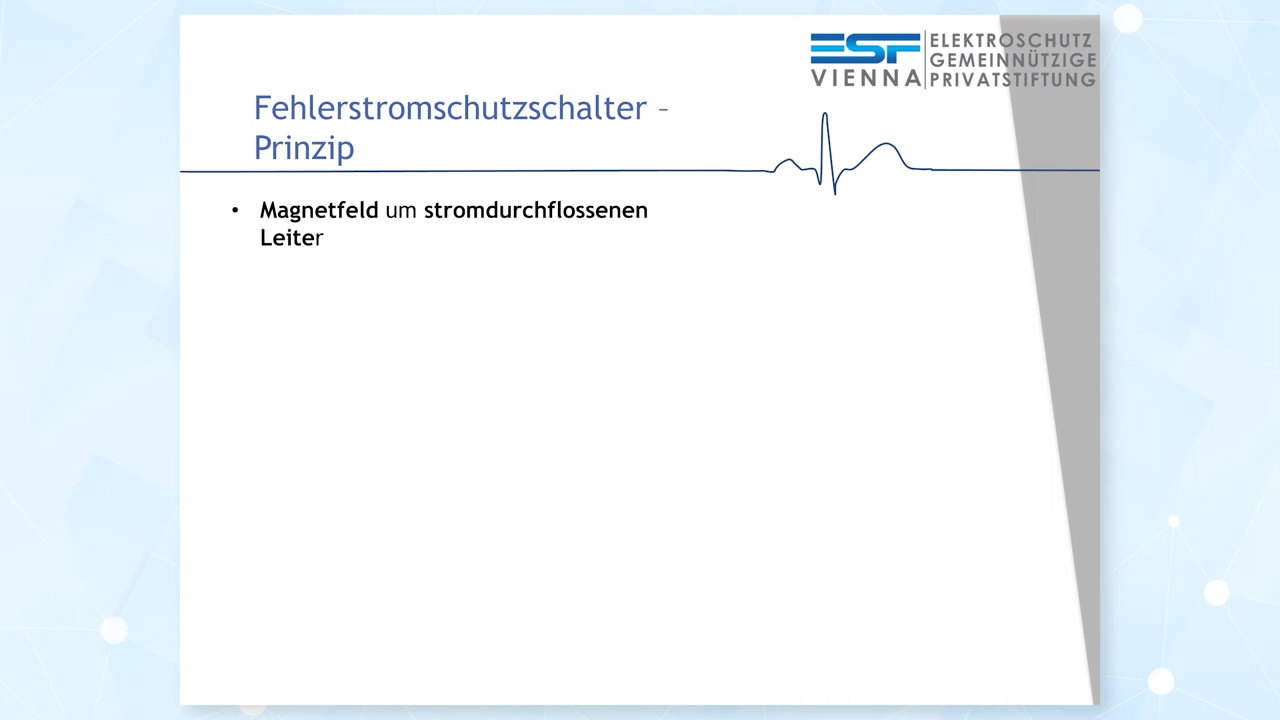 ESF
VIENNA
ELEKTROSCHUTZ
GEMEINNÜTZIGE
PRIVATSTIFTUNG
Fehlerstromschutzschalter –
Prinzip
• Magnetfeld um stromdurchflossenen
Leiter